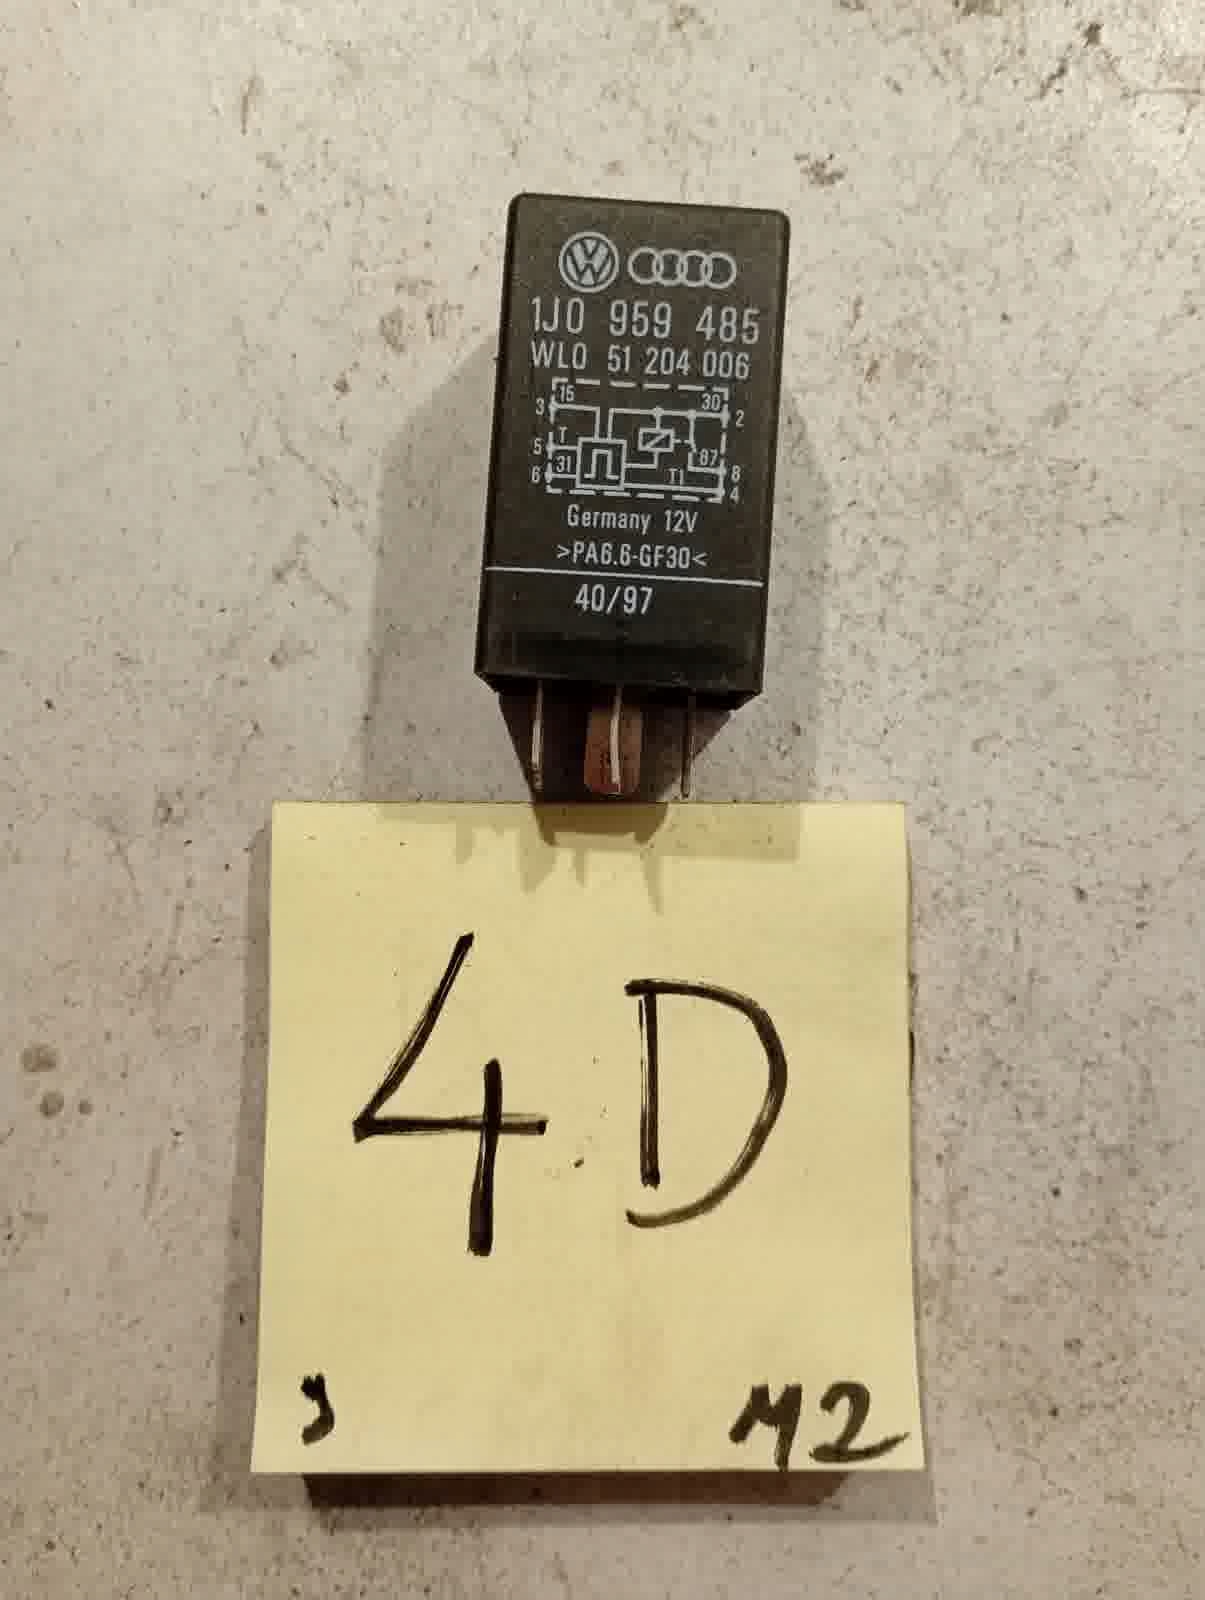 1J0 959 485
WLO 51 204 006
15 30
3 2
T
5 87
31 T1 8
6 4
Germany 12V
>PA6.6-GF30<
40/97
4D
M2